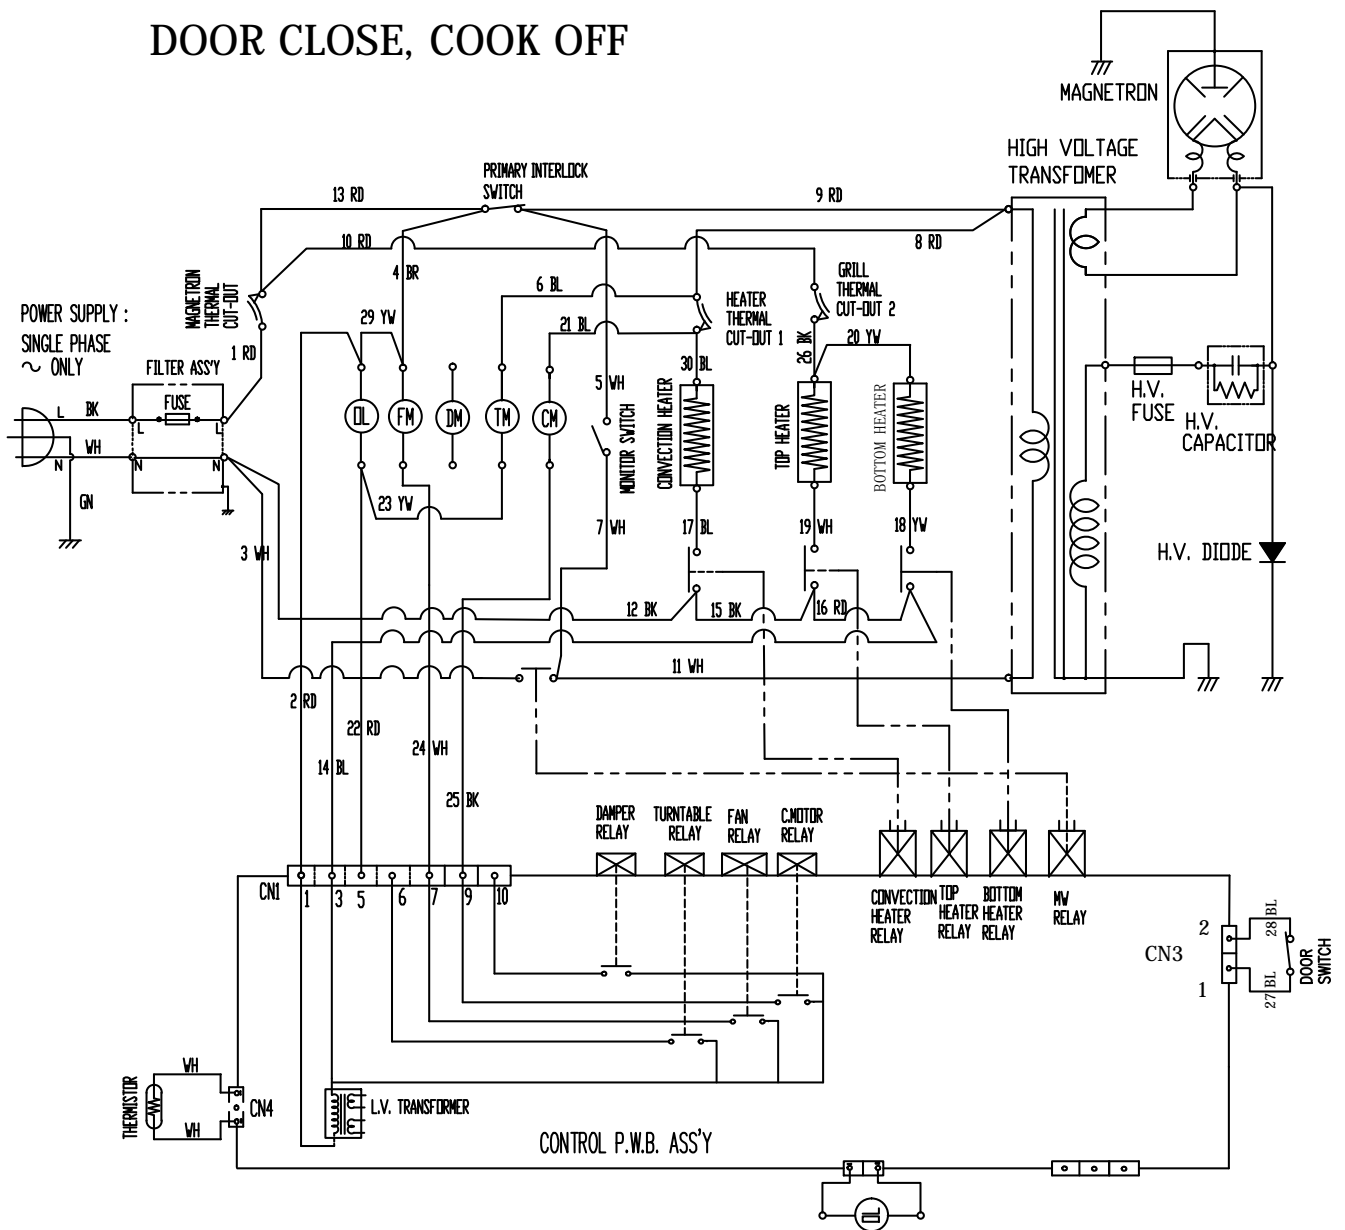 DOOR CLOSE, COOK OFF
MAGNETRON
HIGH VOLTAGE
TRANSFOMER
PRIMARY INTERLOCK
SWITCH
13 RD
9 RD
10 RD
8 RD
4 BR
6 BL
GRILL
THERMAL
CUT-OUT 2
HEATER
THERMAL
CUT-OUT 1
MAGNETRON
THERMAL
CUT-OUT
POWER SUPPLY :
SINGLE PHASE
~ ONLY
29 YW
21 BL
20 YW
26 BK
1 RD
FILTER ASS'Y
FUSE
30 BL
5 WH
H.V.
FUSE
H.V.
CAPACITOR
L
BK
L
L
WH
N
N
N
GN
OL
FM
DM
TM
CM
MONITOR SWITCH
CONVECTION HEATER
TOP HEATER
BOTTOM HEATER
23 YW
7 WH
17 BL
19 WH
18 YW
3 WH
H.V. DIODE
12 BK
15 BK
16 RD
11 WH
2 RD
22 RD
24 WH
14 BL
25 BK
DAMPER
RELAY
TURNTABLE
RELAY
FAN
RELAY
C.MOTOR
RELAY
CN1
1
3
5
6
7
9
10
CONVECTION
HEATER
RELAY
TOP
HEATER
RELAY
BOTTOM
HEATER
RELAY
MW
RELAY
2
CN3
1
28 BL
27 BL
DOOR
SWITCH
THERMISTOR
WH
WH
CN4
L.V. TRANSFORMER
CONTROL P.W.B. ASS'Y
OL